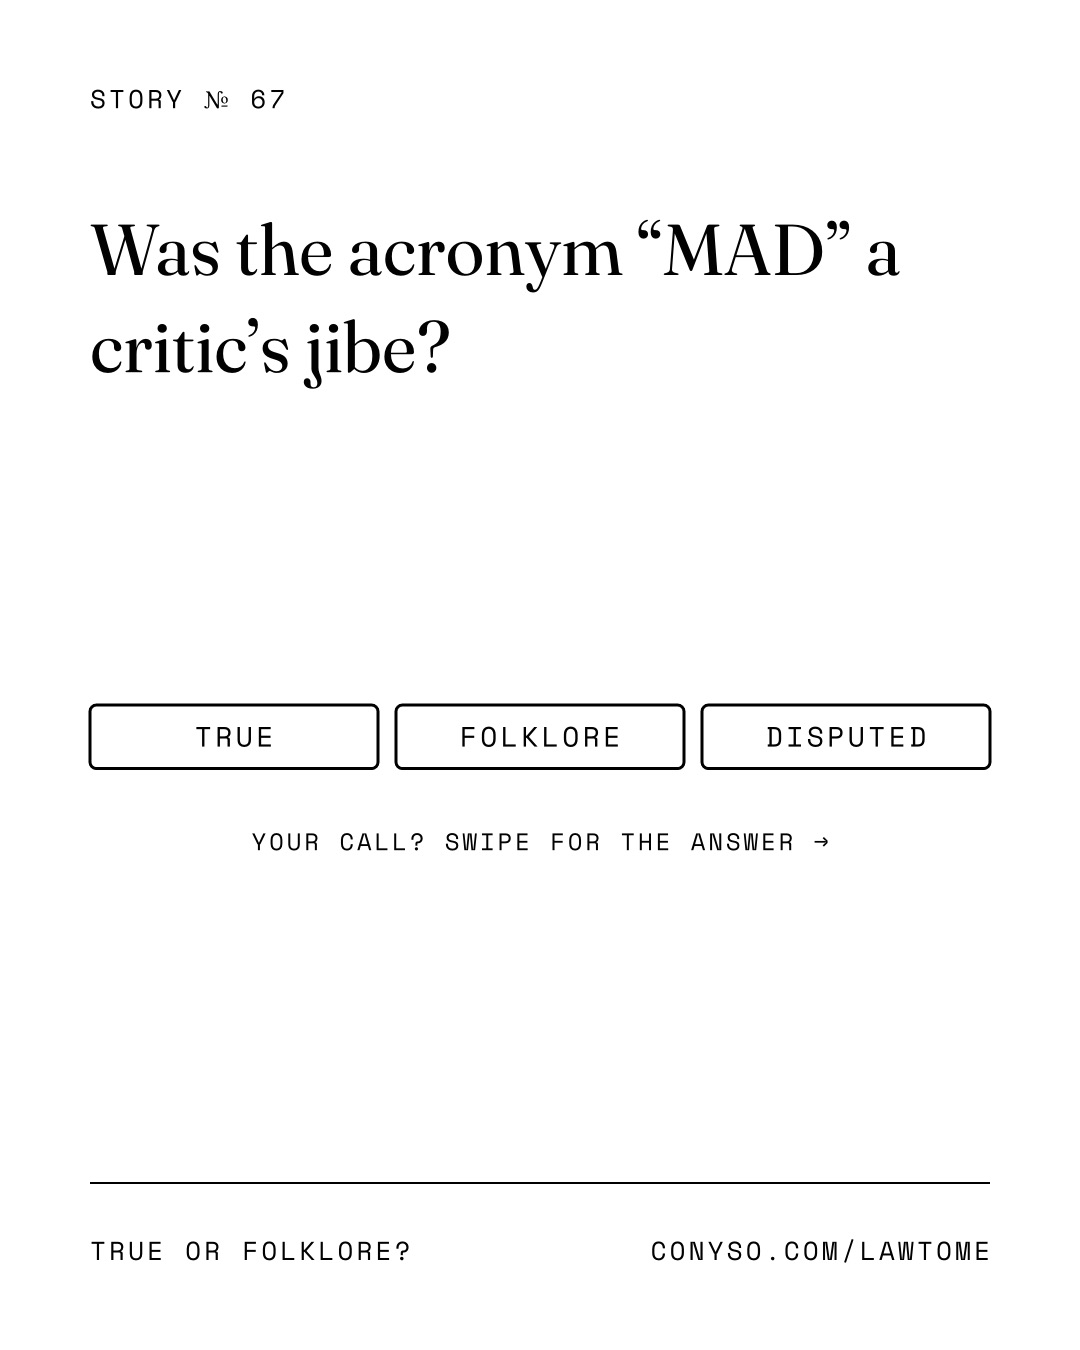 STORY № 67
Was the acronym “MAD” a
critic’s jibe?
TRUE
FOLKLORE
DISPUTED
YOUR CALL? SWIPE FOR THE ANSWER →
TRUE OR FOLKLORE?
CONYSO.COM/LAWTOME